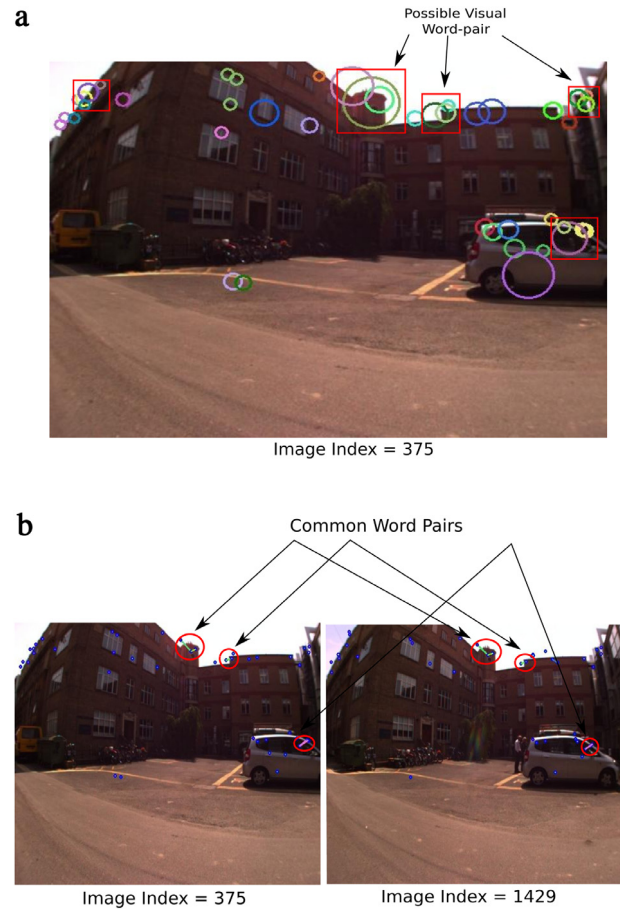 a
Possible Visual
Word-pair
Image Index = 375
b
Common Word Pairs
Image Index = 375
Image Index = 1429